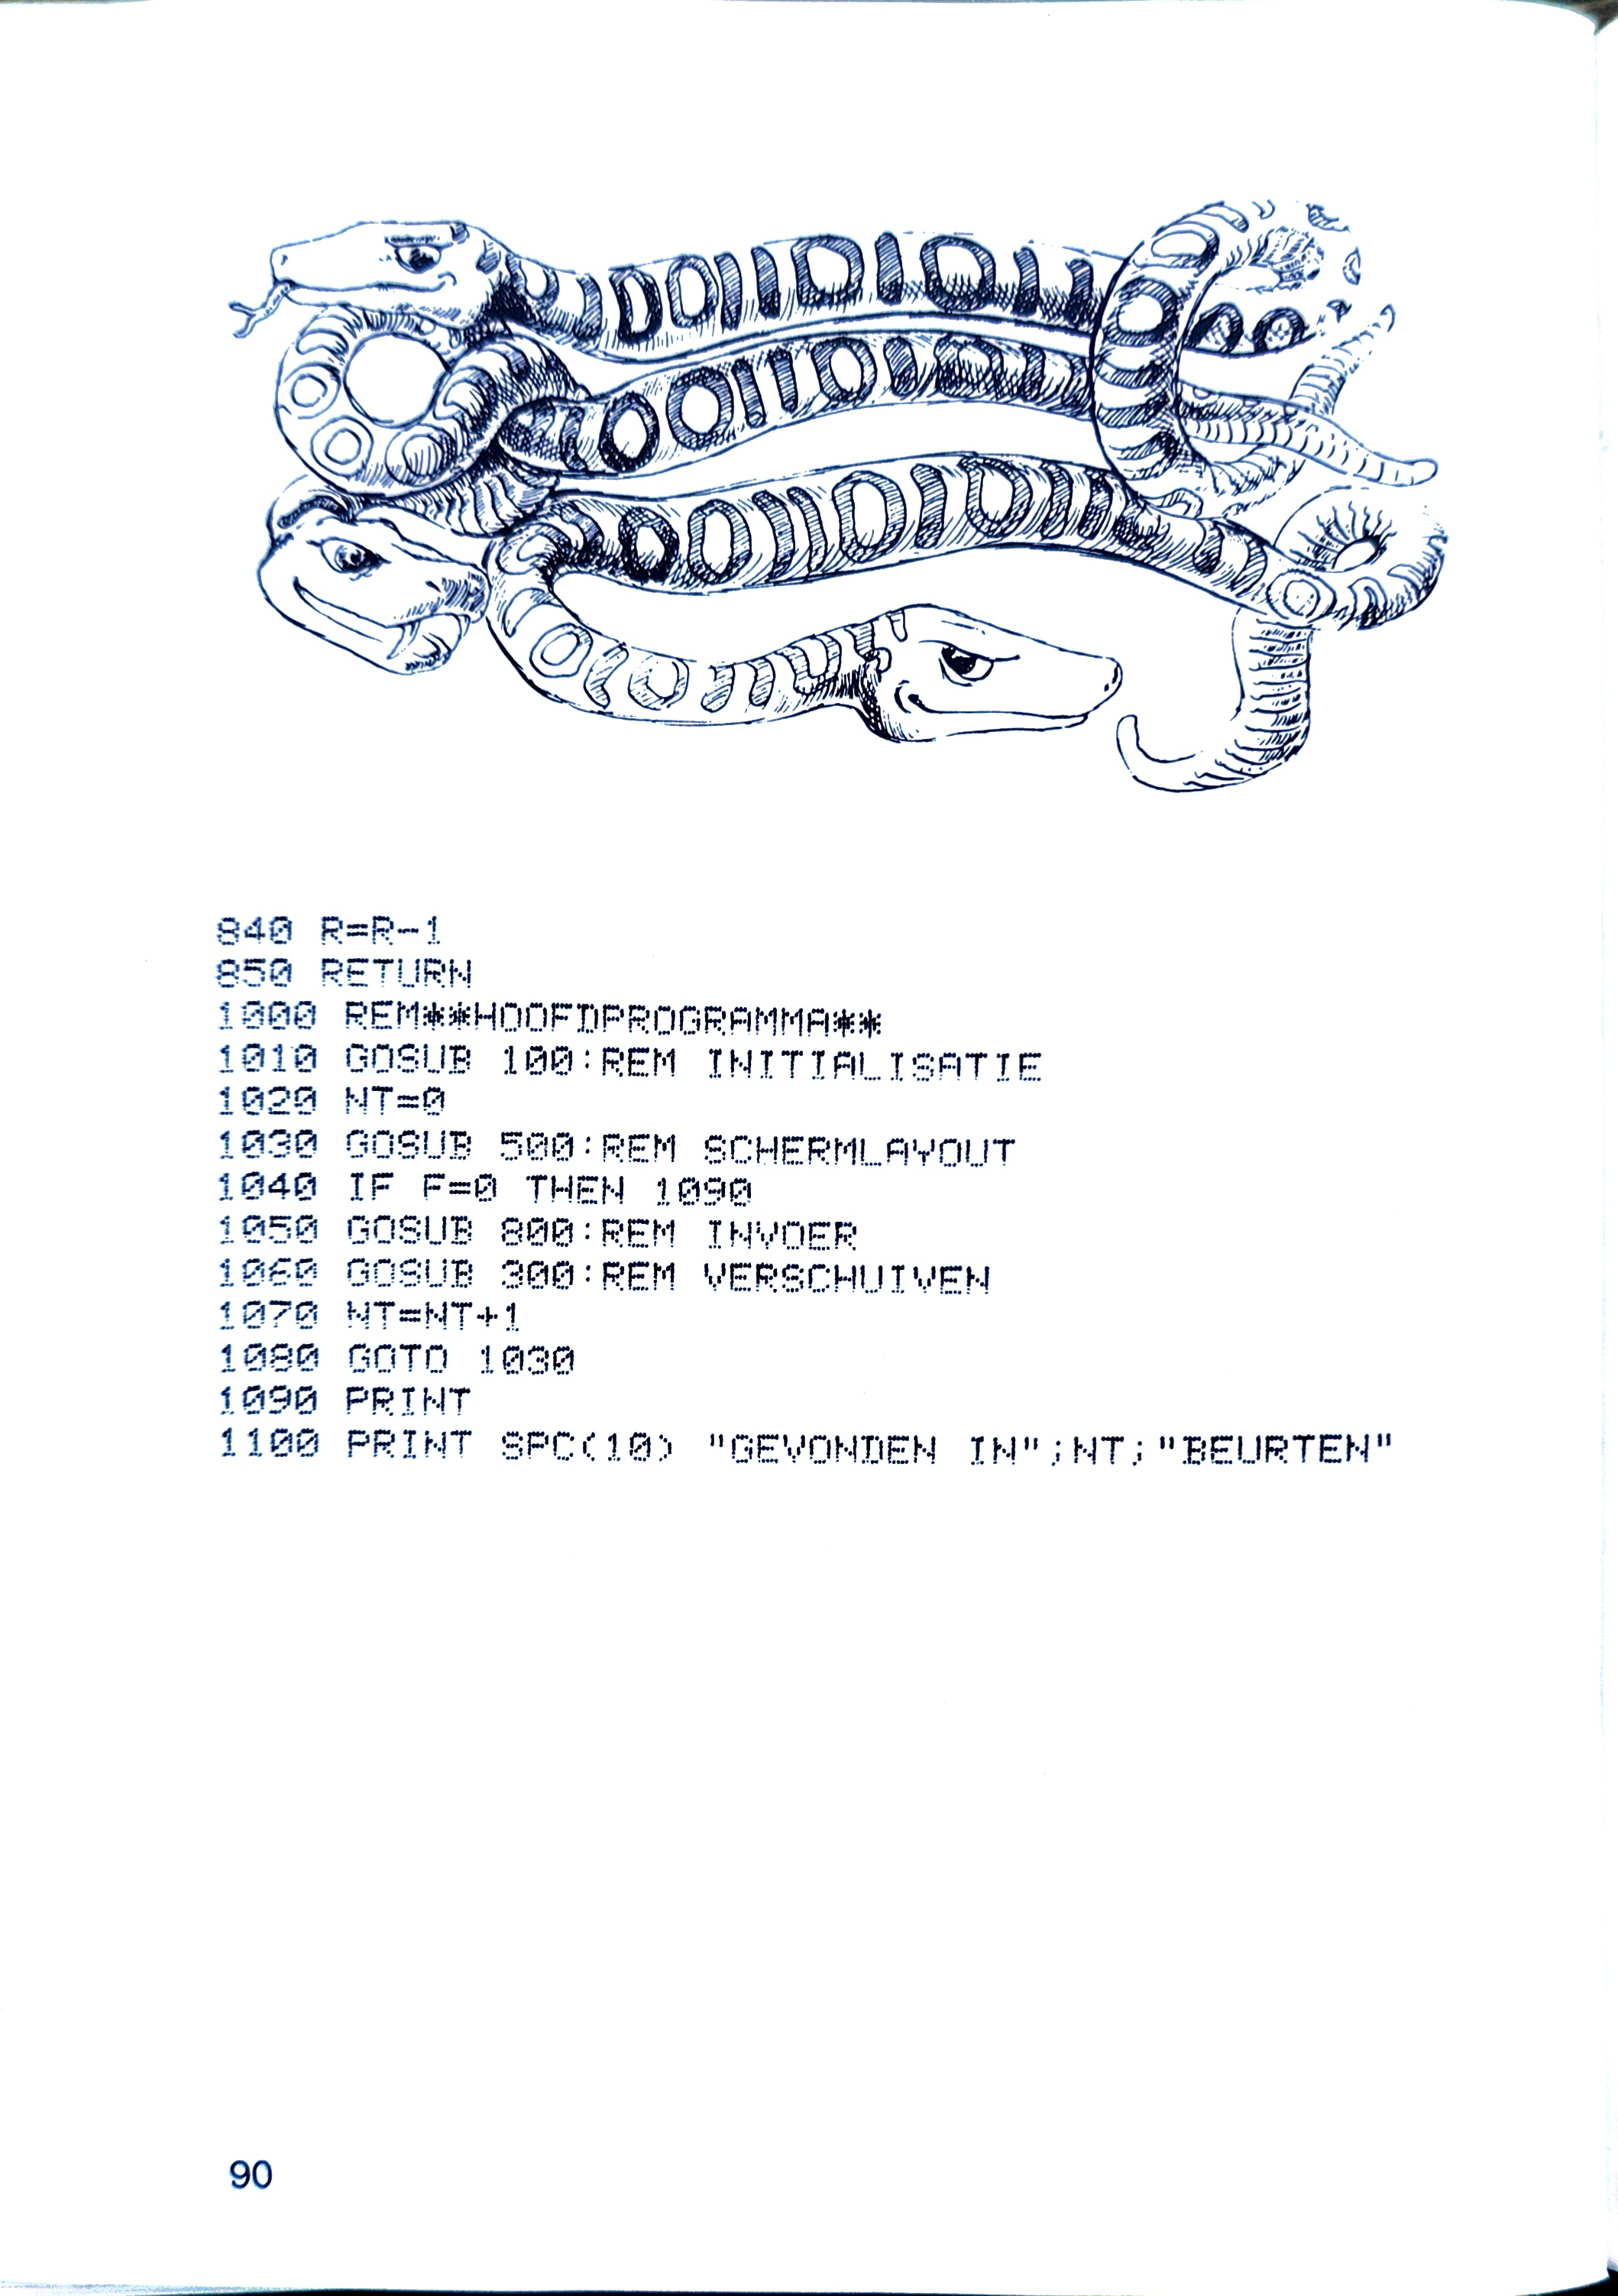 840 R=R-1
850 RETURN
1000 REM**HOOFDPROGRAMMA**
1010 GOSUB 100:REM INITIALISATIE
1020 NT=0
1030 GOSUB 500:REM SCHERMLAYOUT
1040 IF F=0 THEN 1090
1050 GOSUB 800:REM INVOER
1060 GOSUB 300:REM VERSCHUIVEN
1070 NT=NT+1
1080 GOTO 1030
1090 PRINT
1100 PRINT SPC(10) "GEVONDEN IN";NT;"BEURTEN"
90